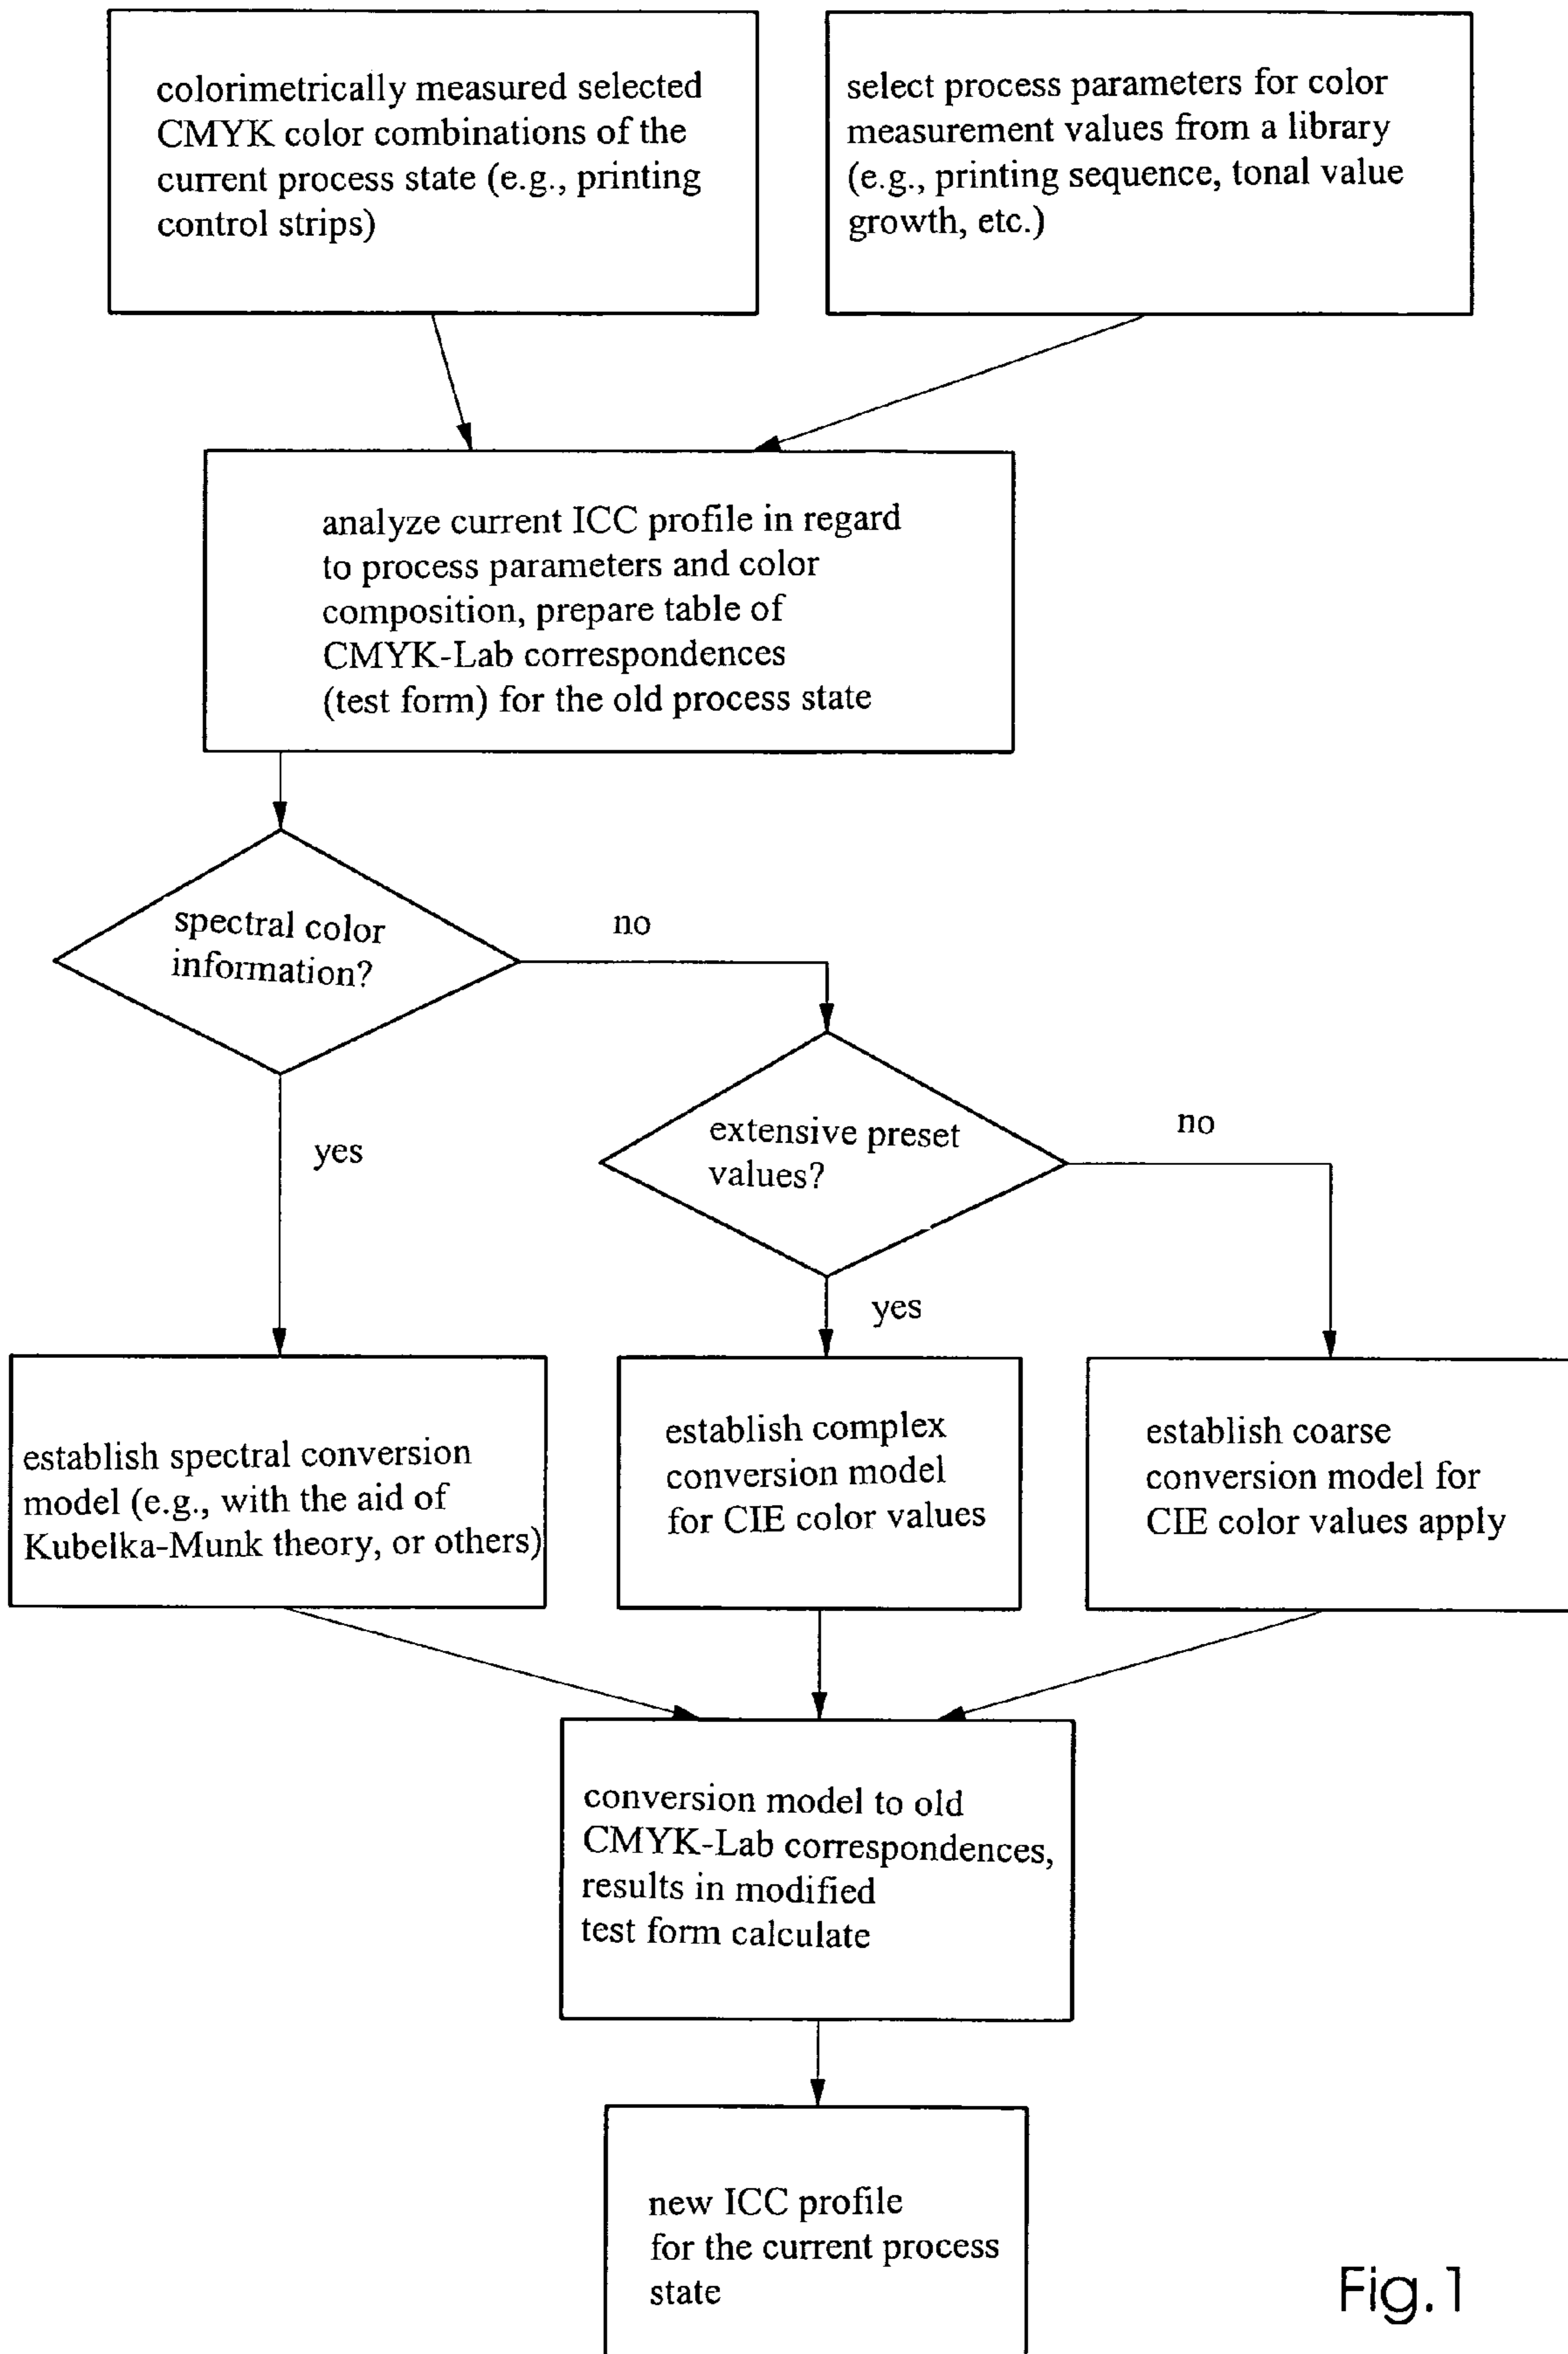 colorimetrically measured selected
CMYK color combinations of the
current process state (e.g., printing
control strips)
select process parameters for color
measurement values from a library
(e.g., printing sequence, tonal value
growth, etc.)
analyze current ICC profile in regard
to process parameters and color
composition, prepare table of
CMYK-Lab correspondences
(test form) for the old process state
spectral color
information?
no
yes
extensive preset
values?
no
yes
establish spectral conversion
model (e.g., with the aid of
Kubelka-Munk theory, or others)
establish complex
conversion model
for CIE color values
establish coarse
conversion model for
CIE color values apply
conversion model to old
CMYK-Lab correspondences,
results in modified
test form calculate
new ICC profile
for the current process
state
Fig.1